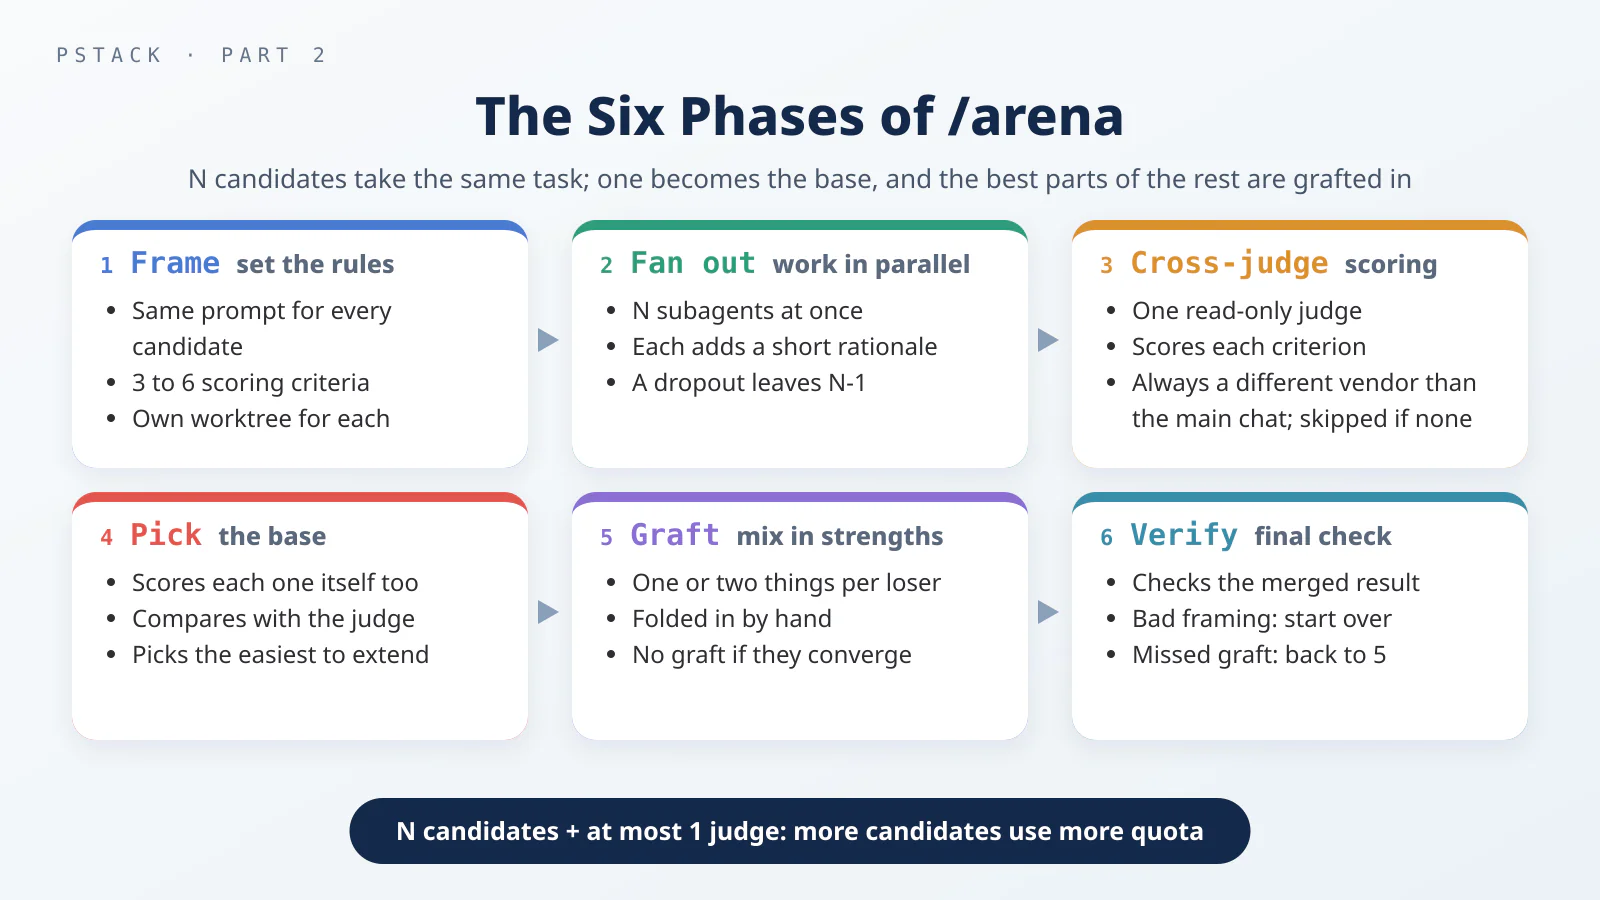 PSTACK · PART 2
The Six Phases of /arena
N candidates take the same task; one becomes the base, and the best parts of the rest are grafted in
1 Frame set the rules
• Same prompt for every
candidate
• 3 to 6 scoring criteria
• Own worktree for each
2 Fan out work in parallel
• N subagents at once
• Each adds a short rationale
• A dropout leaves N-1
3 Cross-judge scoring
• One read-only judge
• Scores each criterion
• Always a different vendor than
the main chat; skipped if none
4 Pick the base
• Scores each one itself too
• Compares with the judge
• Picks the easiest to extend
5 Graft mix in strengths
• One or two things per loser
• Folded in by hand
• No graft if they converge
6 Verify final check
• Checks the merged result
• Bad framing: start over
• Missed graft: back to 5
N candidates + at most 1 judge: more candidates use more quota